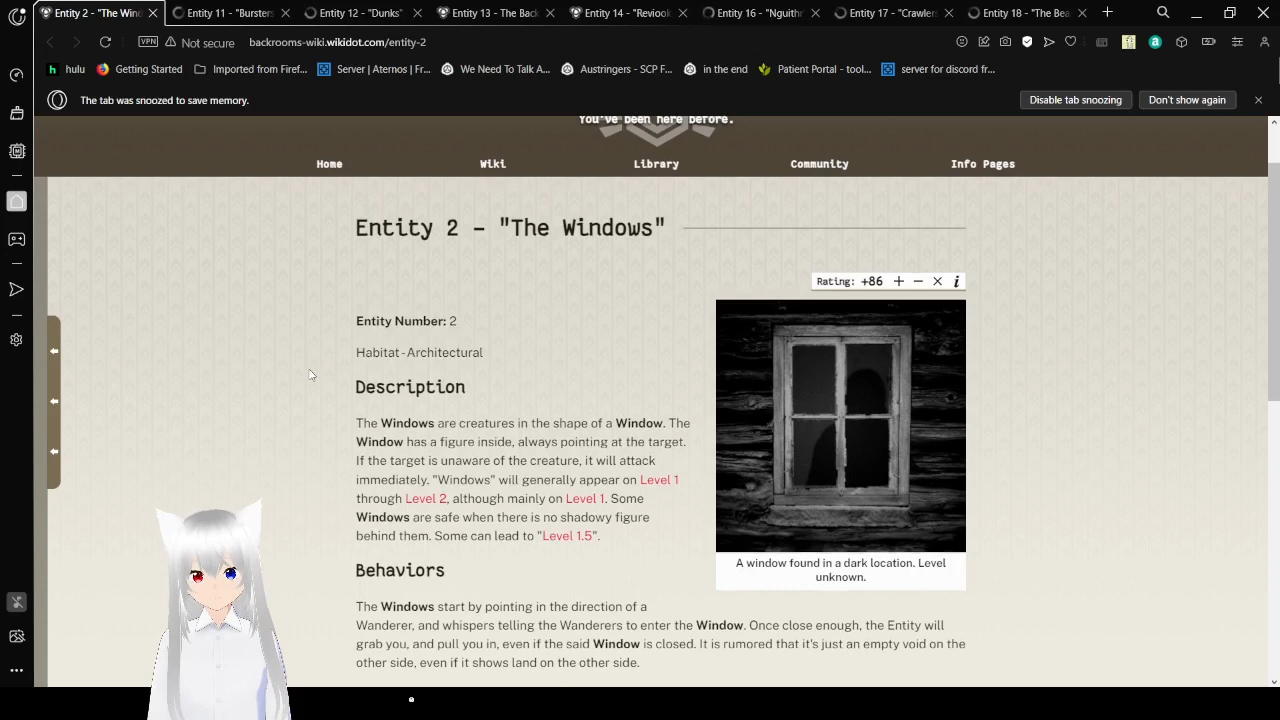 Entity 2 - "The Wind
Entity 11 - "Bursters
Entity 12 - "Dunks"
Entity 13 - The Back
Entity 14 - "Reviook
Entity 16 - "Nguithr
Entity 17 - "Crawlers
Entity 18 - "The Bea
VPN
Not secure
backrooms-wiki.wikidot.com/entity-2
hulu
Getting Started
Imported from Firef...
Server | Aternos | Fr...
We Need To Talk A...
Austringers - SCP F...
in the end
Patient Portal - tool...
server for discord fr...
The tab was snoozed to save memory.
Disable tab snoozing
Don't show again
You've been here before.
Home
Wiki
Library
Community
Info Pages
Entity 2 - "The Windows"
Rating: +86 + − × i
Entity Number: 2
Habitat - Architectural
Description
The Windows are creatures in the shape of a Window. The
Window has a figure inside, always pointing at the target.
If the target is unaware of the creature, it will attack
immediately. "Windows" will generally appear on Level 1
through Level 2, although mainly on Level 1. Some
Windows are safe when there is no shadowy figure
behind them. Some can lead to "Level 1.5".
A window found in a dark location. Level
unknown.
Behaviors
The Windows start by pointing in the direction of a
Wanderer, and whispers telling the Wanderers to enter the Window. Once close enough, the Entity will
grab you, and pull you in, even if the said Window is closed. It is rumored that it's just an empty void on the
other side, even if it shows land on the other side.